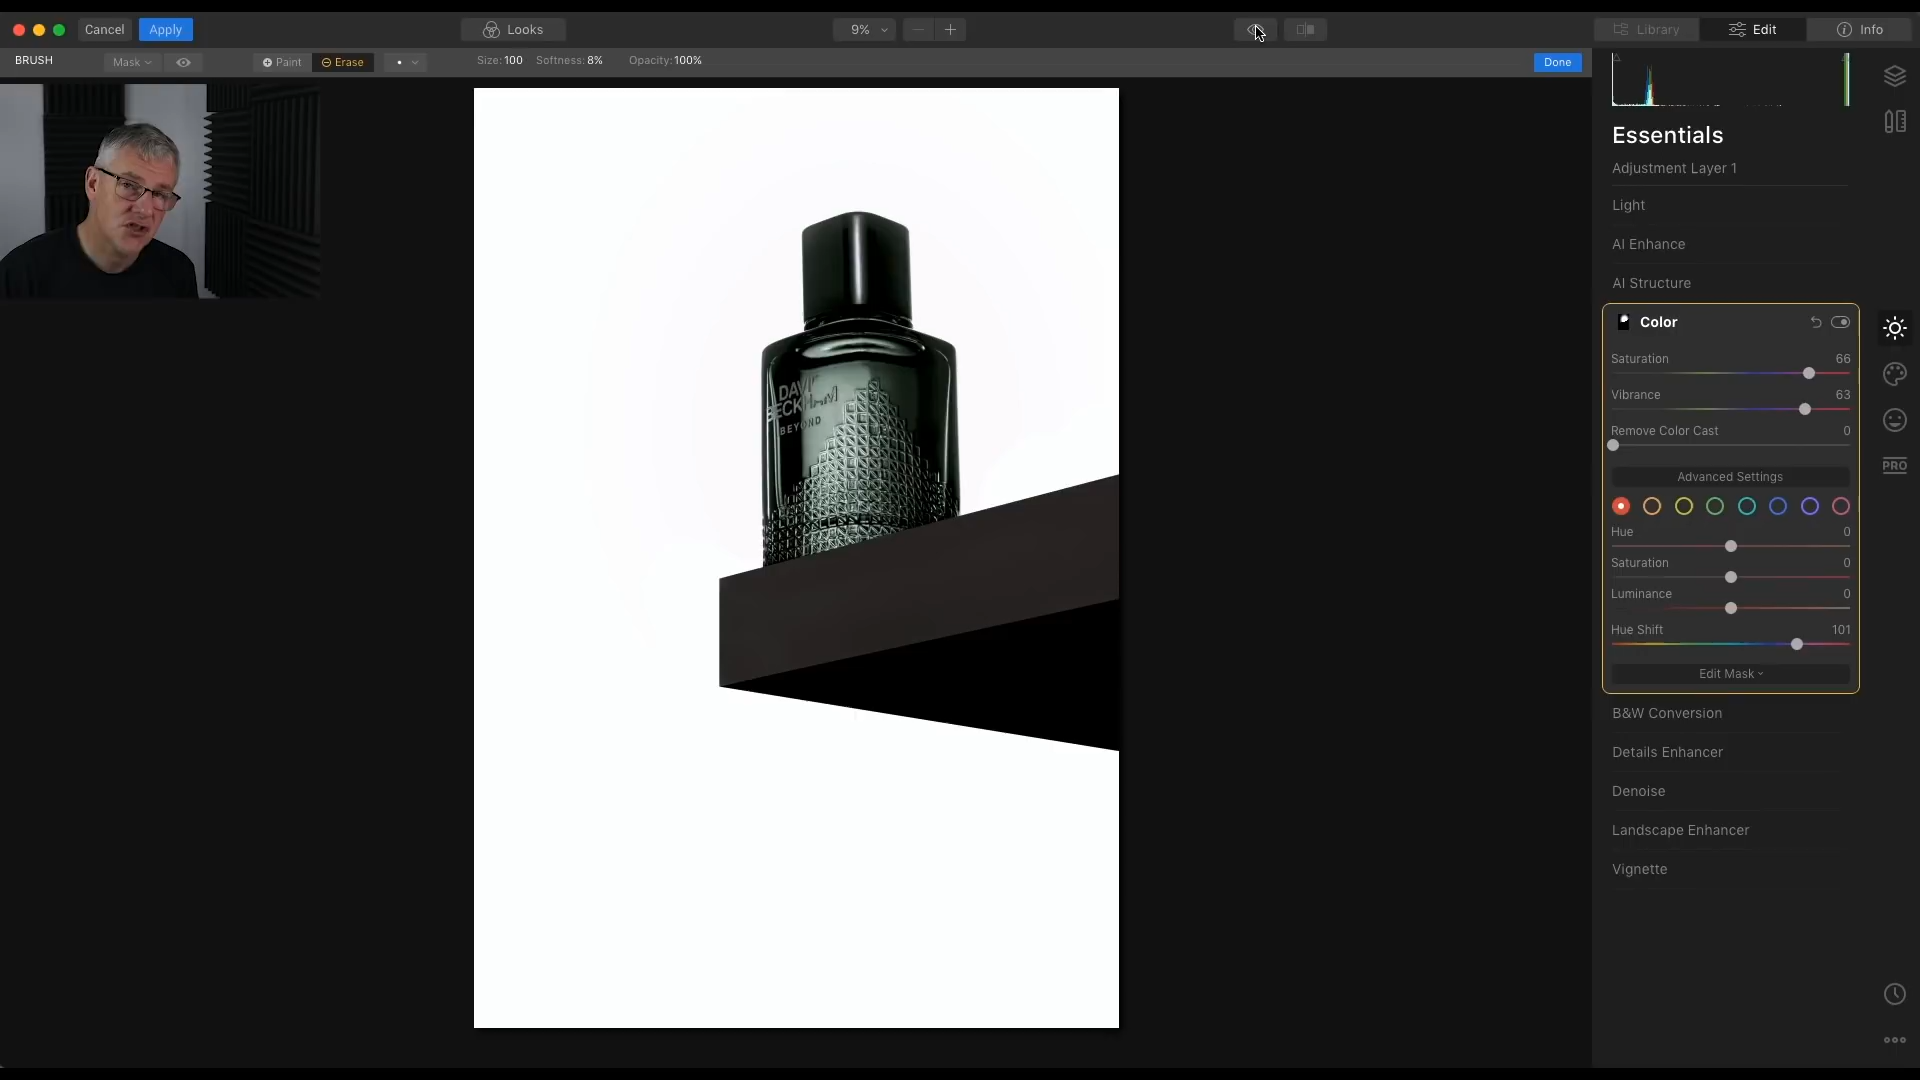 Cancel Apply Looks 9% Library Edit Info
BRUSH Mask Paint Erase Size: 100 Softness: 8% Opacity: 100% Done
Essentials
Adjustment Layer 1
Light
AI Enhance
AI Structure
Color
Saturation 66
Vibrance 63
Remove Color Cast 0
Advanced Settings
Hue 0
Saturation 0
Luminance 0
Hue Shift 101
Edit Mask
B&W Conversion
Details Enhancer
Denoise
Landscape Enhancer
Vignette
PRO
DAVID
BECKHAM
BEYOND